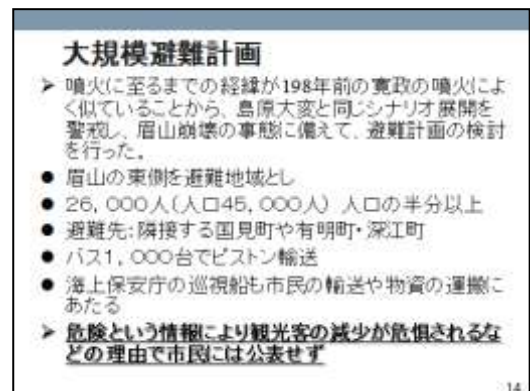 大規模避難計画
➤ 噴火に至るまでの経緯が198年前の寛政の噴火によ
く似ていることから、島原大変と同じシナリオ展開を
警戒し、眉山崩壊の事態に備えて、避難計画の検討
を行った。
● 眉山の東側を避難地域とし
● 26,000人(人口45,000人) 人口の半分以上
● 避難先:隣接する国見町や有明町・深江町
● バス1,000台でピストン輸送
● 海上保安庁の巡視船も市民の輸送や物資の運搬に
あたる
➤ 危険という情報により観光客の減少が危惧されるな
どの理由で市民には公表せず
14